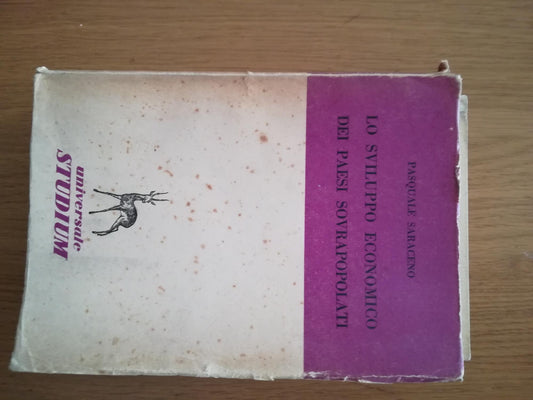 PASQUALE SARACENO
LO SVILUPPO ECONOMICO
DEI PAESI SOVRAPOPOLATI
universale
STUDIUM